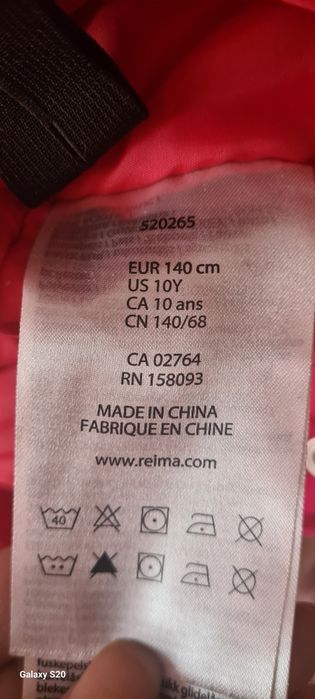 520265
EUR 140 cm
US 10Y
CA 10 ans
CN 140/68
CA 02764
RN 158093
MADE IN CHINA
FABRIQUE EN CHINE
www.reima.com
40
Galaxy S20